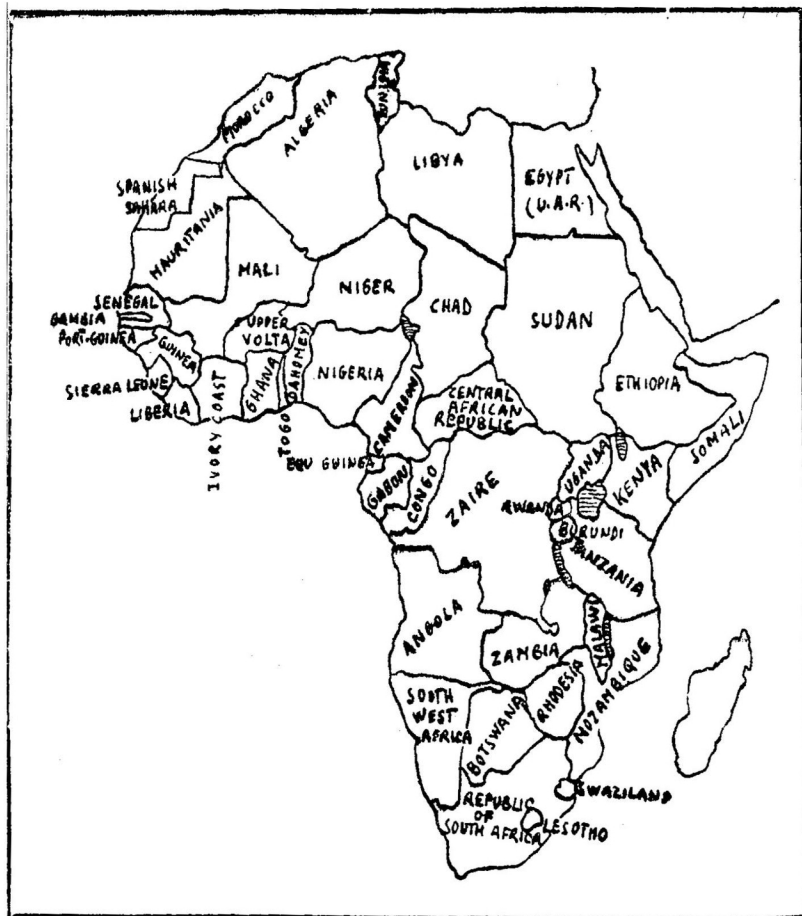 MOROCCO
ALGERIA
TUNISIA
LIBYA
EGYPT
(U.A.R.)
SPANISH
SAHARA
MAURITANIA
MALI
NIGER
CHAD
SUDAN
SENEGAL
GAMBIA
PORT-GUINEA
GUINEA
UPPER
VOLTA
DAHOMEY
NIGERIA
ETHIOPIA
SIERRA LEONE
LIBERIA
IVORY COAST
GHANA
TOGO
CAMEROON
CENTRAL
AFRICAN
REPUBLIC
SOMALI
EQU GUINEA
GABON
CONGO
ZAIRE
UGANDA
KENYA
RWANDA
BURUNDI
TANZANIA
ANGOLA
ZAMBIA
MALAWI
MOZAMBIQUE
SOUTH
WEST
AFRICA
BOTSWANA
RHODESIA
SWAZILAND
REPUBLIC
OF
SOUTH AFRICA
LESOTHO